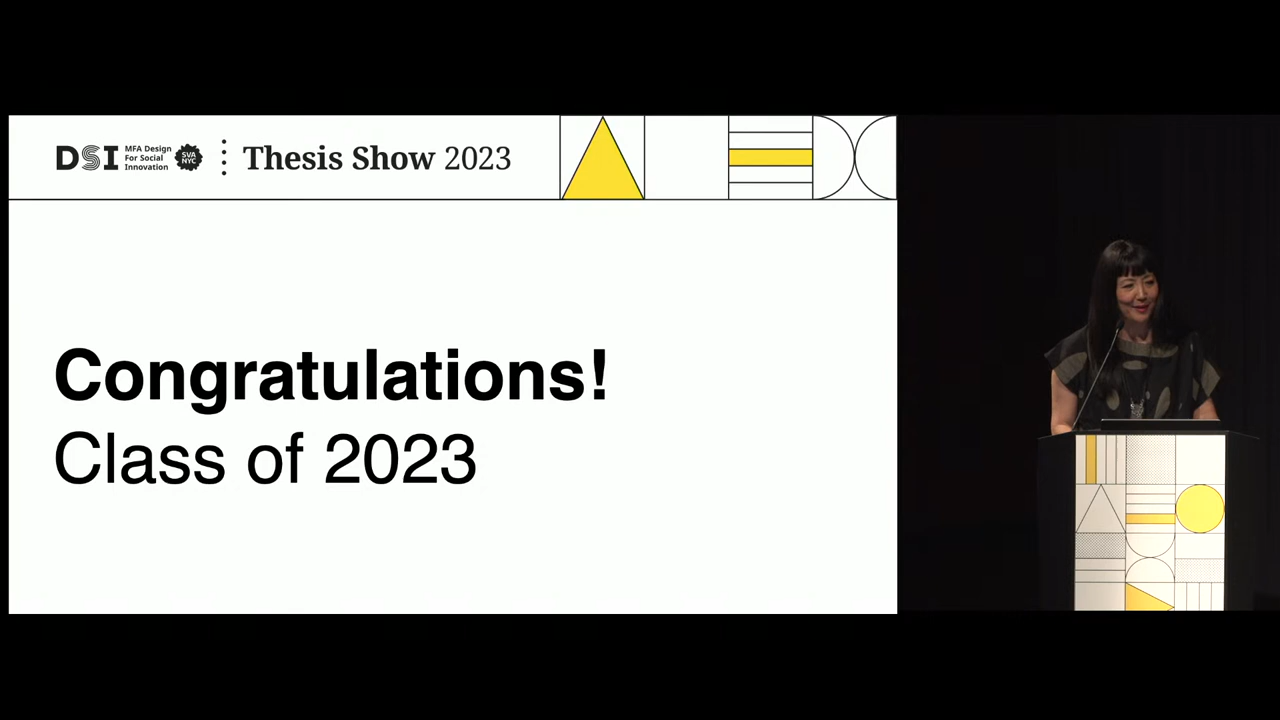 DSI
MFA Design
For Social
Innovation
SVA
NYC
Thesis Show 2023
Congratulations!
Class of 2023